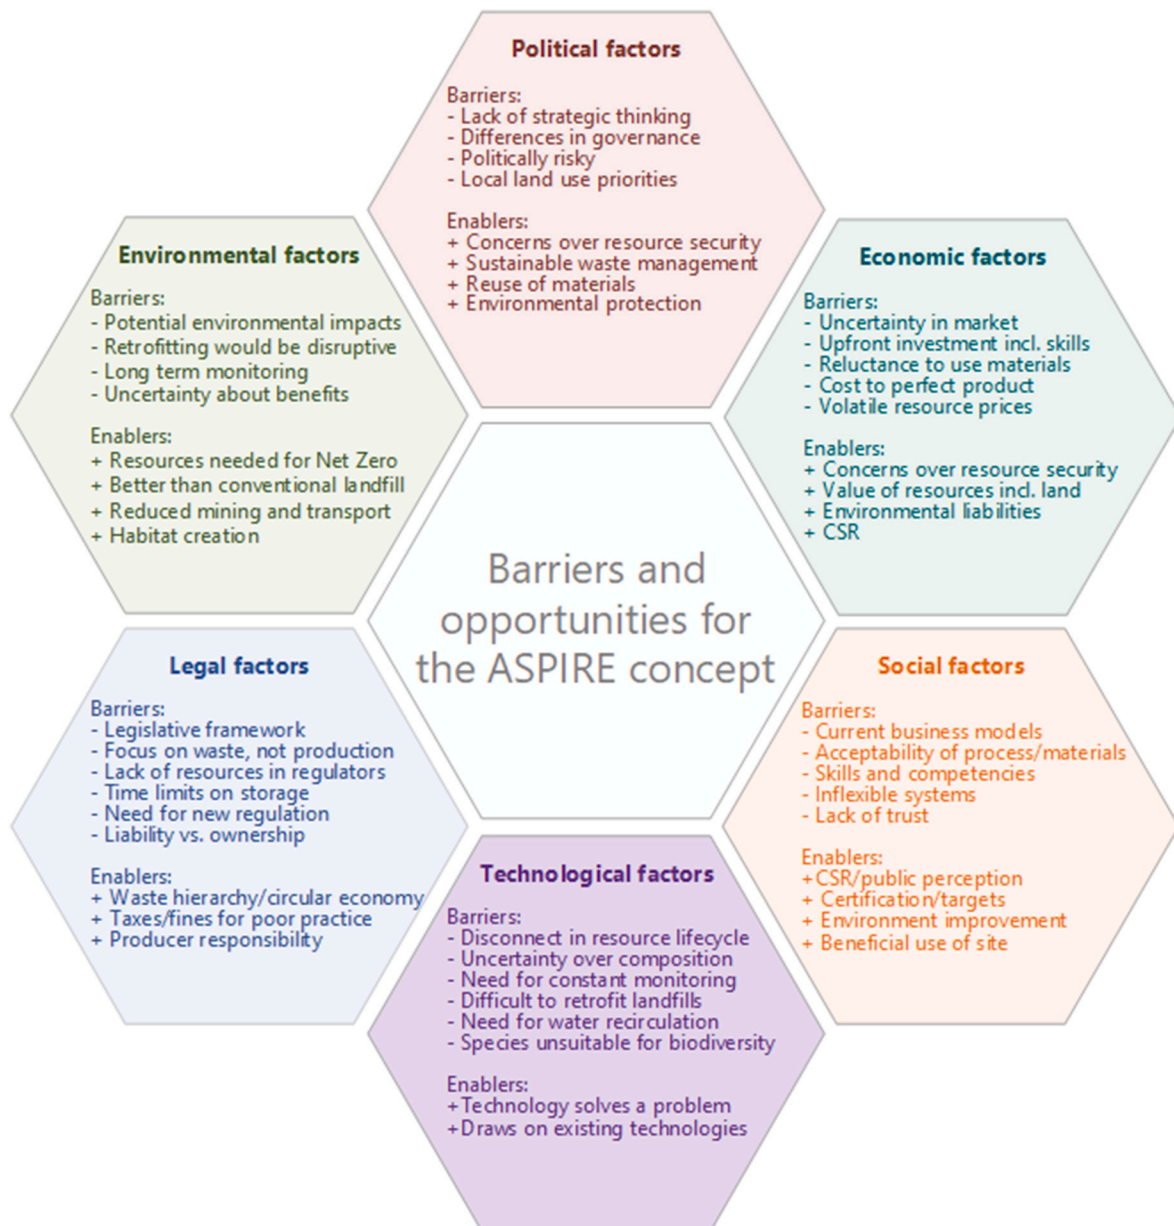 Political factors
Barriers:
- Lack of strategic thinking
- Differences in governance
- Politically risky
- Local land use priorities
Enablers:
+ Concerns over resource security
+ Sustainable waste management
+ Reuse of materials
+ Environmental protection
Environmental factors
Barriers:
- Potential environmental impacts
- Retrofitting would be disruptive
- Long term monitoring
- Uncertainty about benefits
Enablers:
+ Resources needed for Net Zero
+ Better than conventional landfill
+ Reduced mining and transport
+ Habitat creation
Economic factors
Barriers:
- Uncertainty in market
- Upfront investment incl. skills
- Reluctance to use materials
- Cost to perfect product
- Volatile resource prices
Enablers:
+ Concerns over resource security
+ Value of resources incl. land
+ Environmental liabilities
+ CSR
Barriers and
opportunities for
the ASPIRE concept
Legal factors
Barriers:
- Legislative framework
- Focus on waste, not production
- Lack of resources in regulators
- Time limits on storage
- Need for new regulation
- Liability vs. ownership
Enablers:
+ Waste hierarchy/circular economy
+ Taxes/fines for poor practice
+ Producer responsibility
Social factors
Barriers:
- Current business models
- Acceptability of process/materials
- Skills and competencies
- Inflexible systems
- Lack of trust
Enablers:
+CSR/public perception
+ Certification/targets
+ Environment improvement
+ Beneficial use of site
Technological factors
Barriers:
- Disconnect in resource lifecycle
- Uncertainty over composition
- Need for constant monitoring
- Difficult to retrofit landfills
- Need for water recirculation
- Species unsuitable for biodiversity
Enablers:
+Technology solves a problem
+Draws on existing technologies